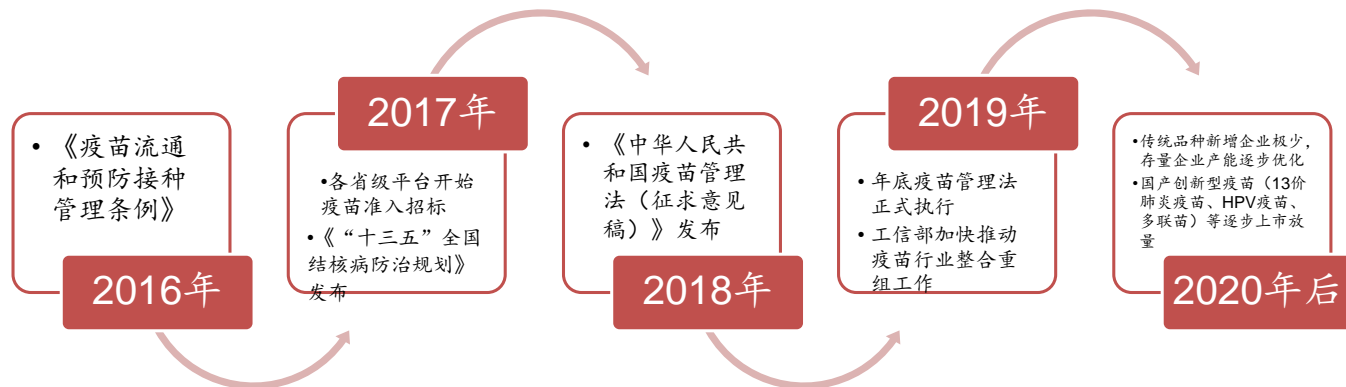 • 《疫苗流通
和预防接种
管理条例》
2016年
2017年
•各省级平台开始
疫苗准入招标
•《“十三五”全国
结核病防治规划》
发布
• 《中华人民共
和国疫苗管理
法（征求意见
稿）》发布
2018年
2019年
• 年底疫苗管理法
正式执行
• 工信部加快推动
疫苗行业整合重
组工作
•传统品种新增企业极少，
存量企业产能逐步优化
•国产创新型疫苗（13价
肺炎疫苗、HPV疫苗、
多联苗）等逐步上市放
量
2020年后